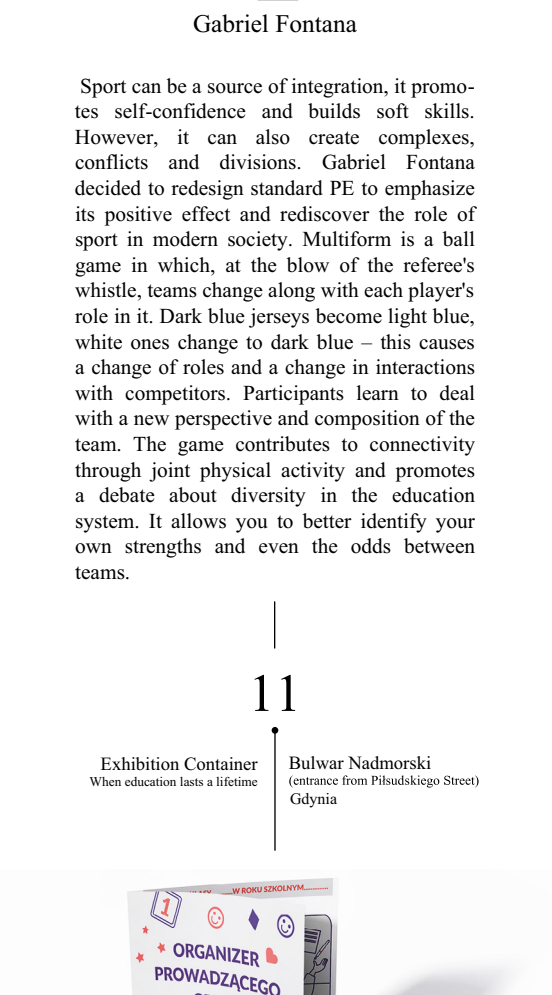 Gabriel Fontana
Sport can be a source of integration, it promo-
tes self-confidence and builds soft skills.
However, it can also create complexes,
conflicts and divisions. Gabriel Fontana
decided to redesign standard PE to emphasize
its positive effect and rediscover the role of
sport in modern society. Multiform is a ball
game in which, at the blow of the referee's
whistle, teams change along with each player's
role in it. Dark blue jerseys become light blue,
white ones change to dark blue – this causes
a change of roles and a change in interactions
with competitors. Participants learn to deal
with a new perspective and composition of the
team. The game contributes to connectivity
through joint physical activity and promotes
a debate about diversity in the education
system. It allows you to better identify your
own strengths and even the odds between
teams.
11
Exhibition Container
When education lasts a lifetime
Bulwar Nadmorski
(entrance from Piłsudskiego Street)
Gdynia
W ROKU SZKOLNYM............
1
ORGANIZER
PROWADZĄCEGO